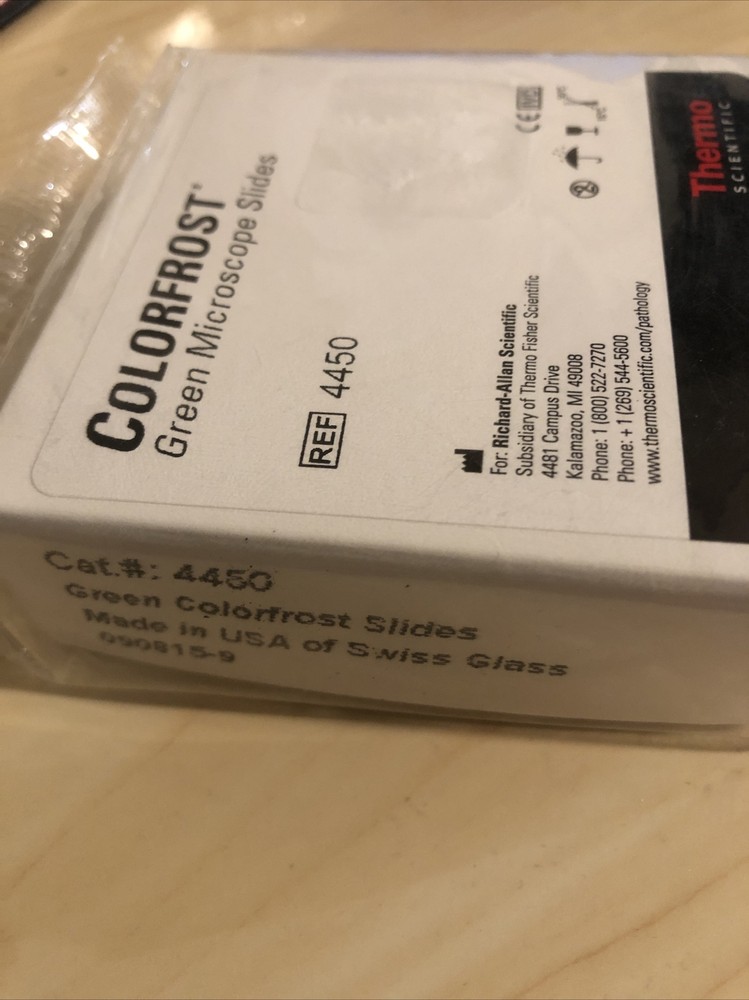 COLORFROST®
Green Microscope Slides
REF 4450
CE IVD
For: Richard-Allan Scientific
Subsidiary of Thermo Fisher Scientific
4481 Campus Drive
Kalamazoo, MI 49008
Phone: 1 (800) 522-7270
Phone: + 1 (269) 544-5600
www.thermoscientific.com/pathology
Thermo
SCIENTIFIC
Cat.#: 4450
Green Colorfrost Slides
Made in USA of Swiss Glass
090815-9